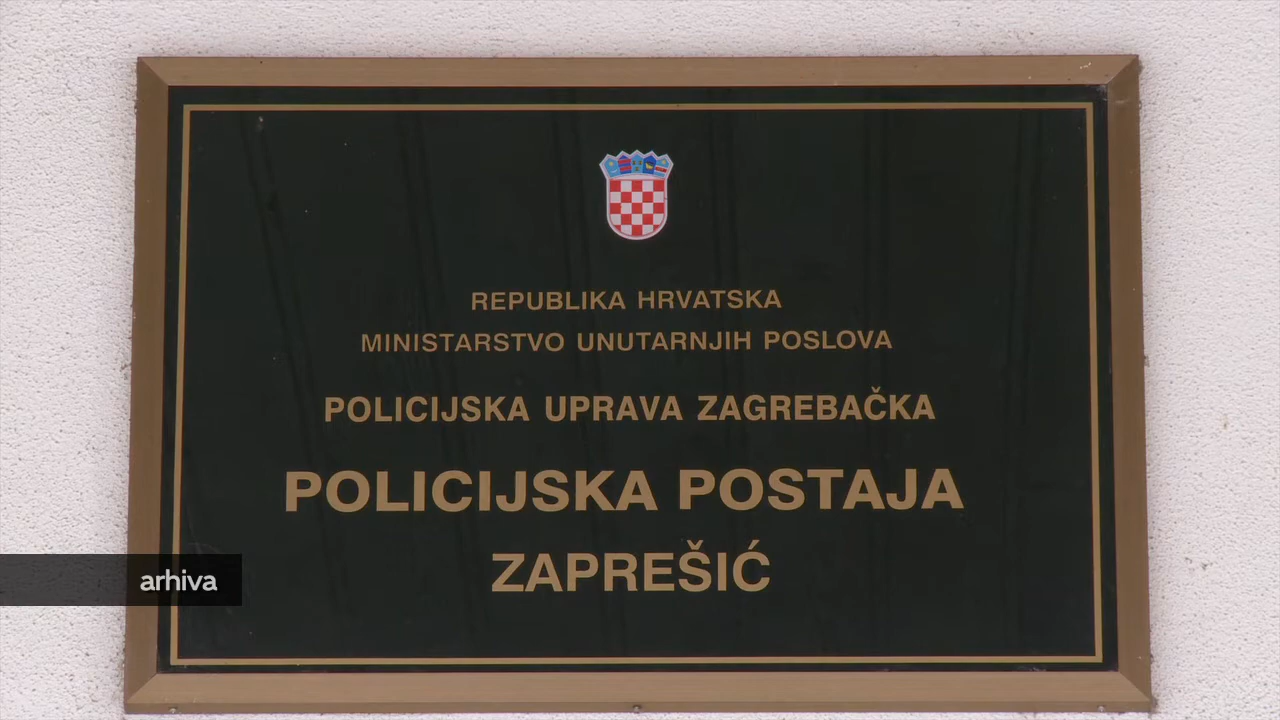 REPUBLIKA HRVATSKA
MINISTARSTVO UNUTARNJIH POSLOVA
POLICIJSKA UPRAVA ZAGREBAČKA
POLICIJSKA POSTAJA
ZAPREŠIĆ
arhiva